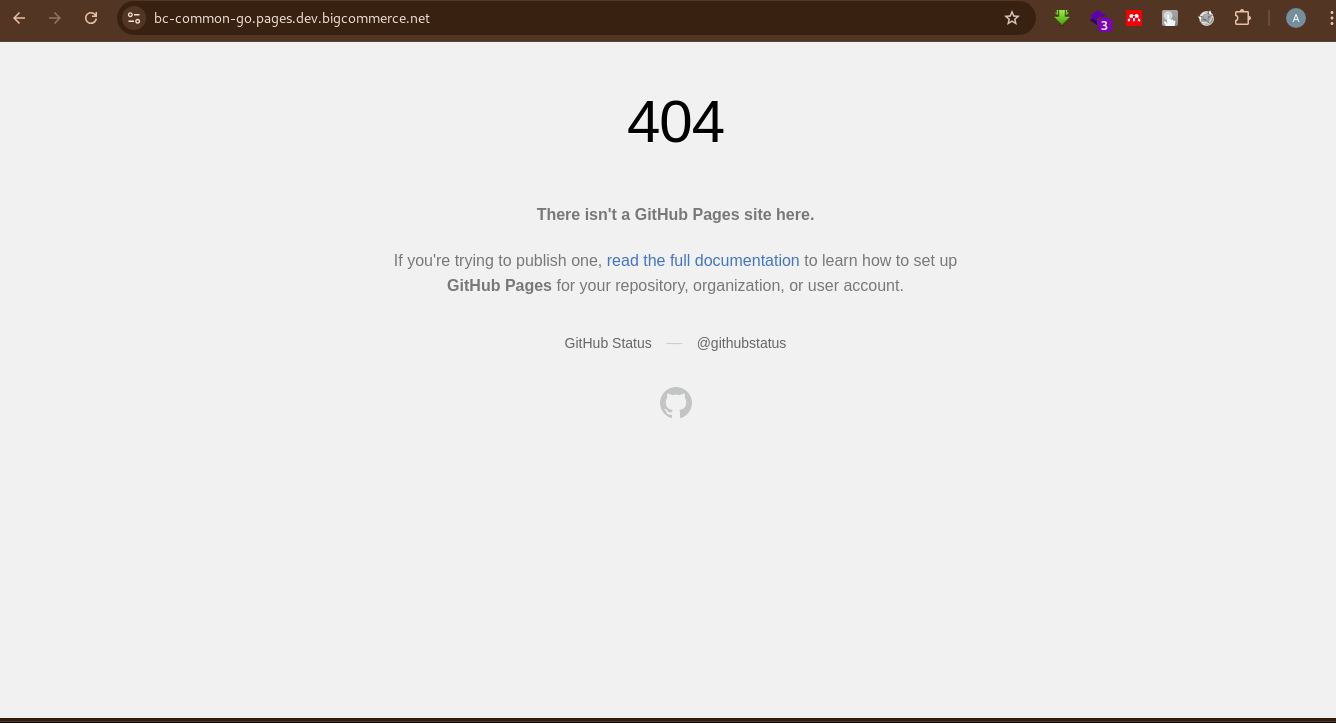 bc-common-go.pages.dev.bigcommerce.net
3
A
404
There isn't a GitHub Pages site here.
If you're trying to publish one, read the full documentation to learn how to set up
GitHub Pages for your repository, organization, or user account.
GitHub Status — @githubstatus